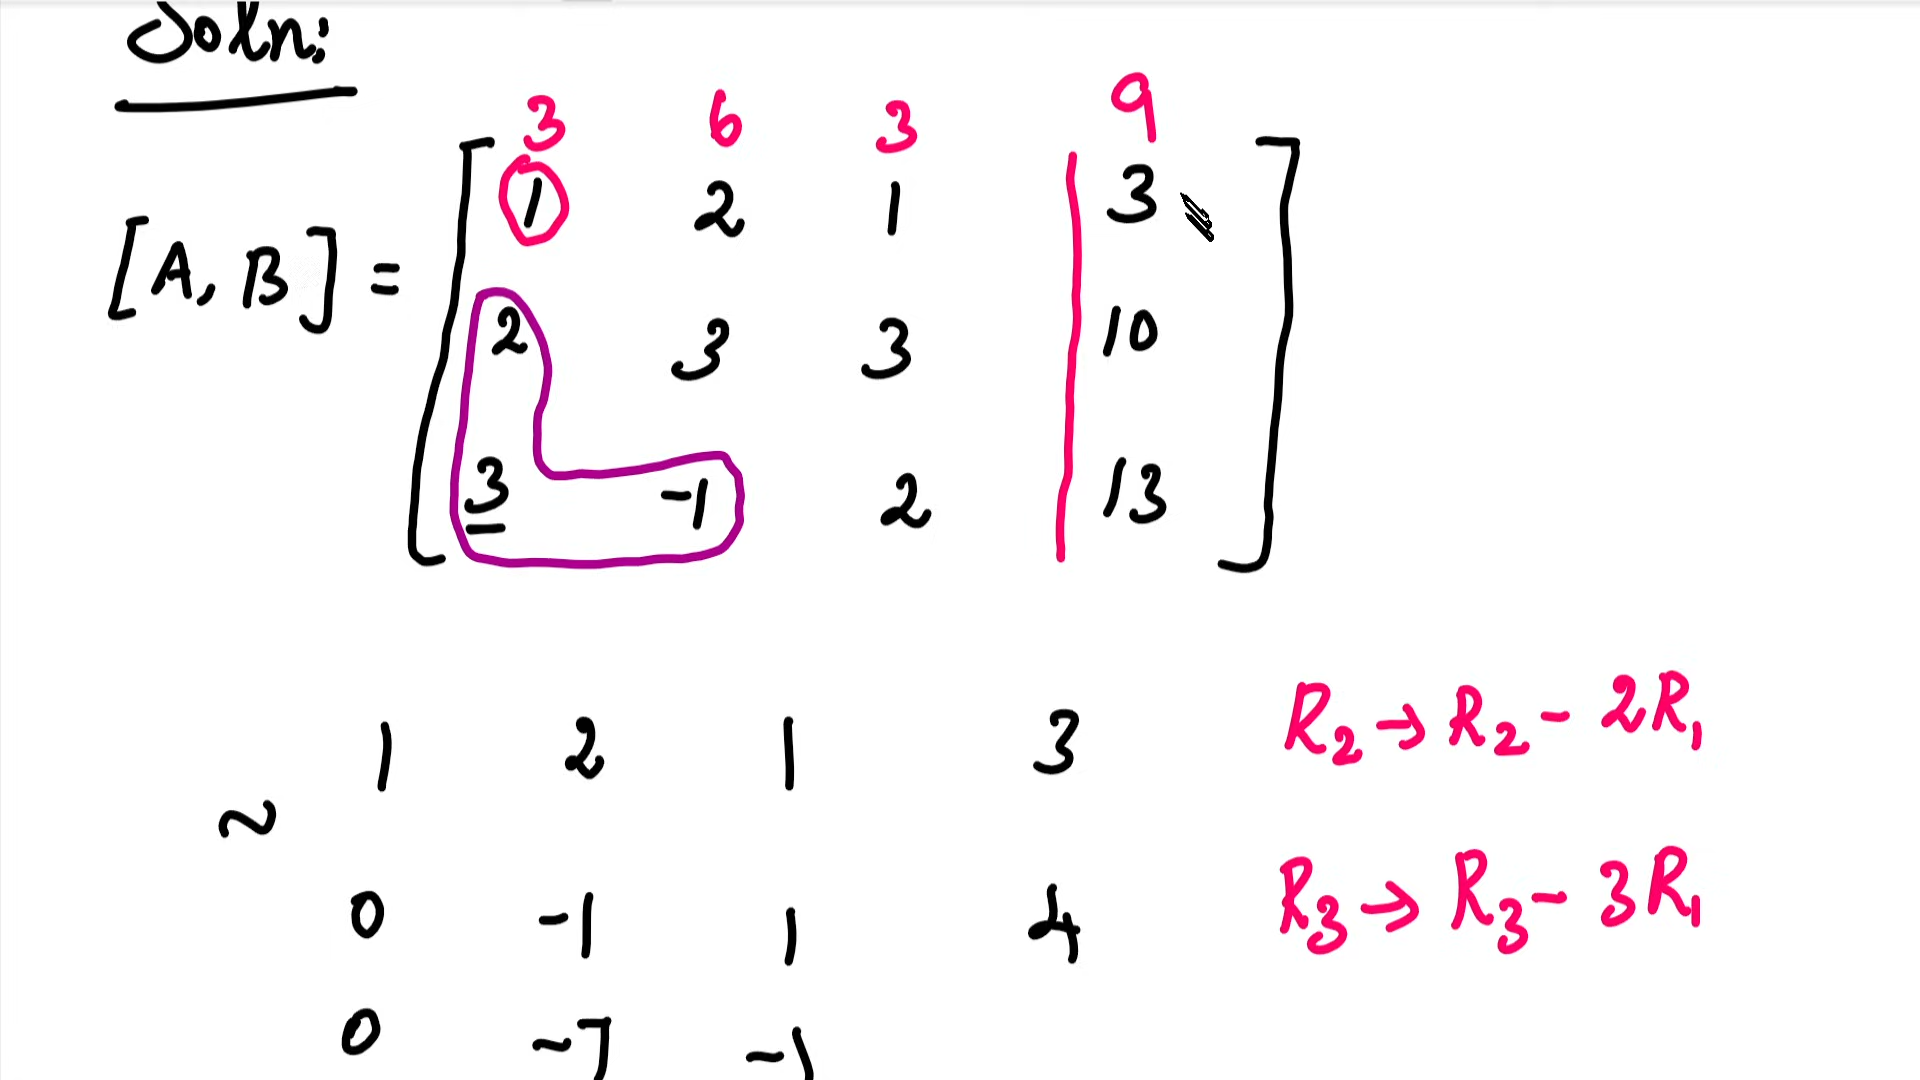 Soln:
3 6 3 9
1 2 1 3
[A, B] =
2 3 3 10
3 -1 2 13
1 2 1 3 R2 → R2 - 2R1
~
0 -1 1 4 R3 → R3 - 3R1
0 -7 -1